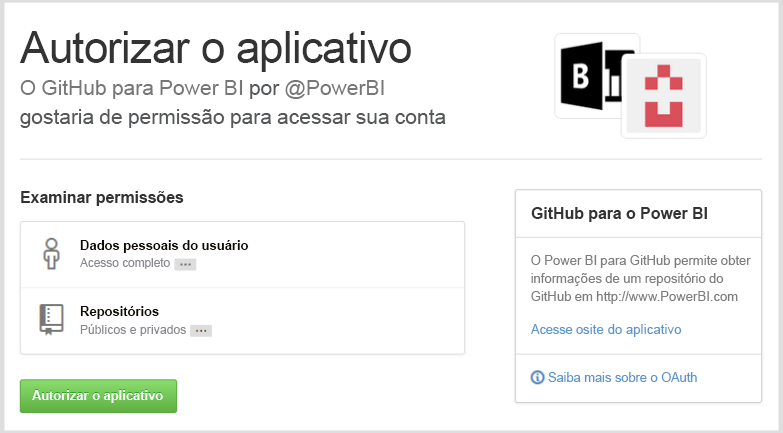 Autorizar o aplicativo
O GitHub para Power BI por @PowerBI
gostaria de permissão para acessar sua conta
B
Examinar permissões
Dados pessoais do usuário
Acesso completo ...
Repositórios
Públicos e privados ...
Autorizar o aplicativo
GitHub para o Power BI
O Power BI para GitHub permite obter
informações de um repositório do
GitHub em http://www.PowerBI.com
Acesse osite do aplicativo
Saiba mais sobre o OAuth